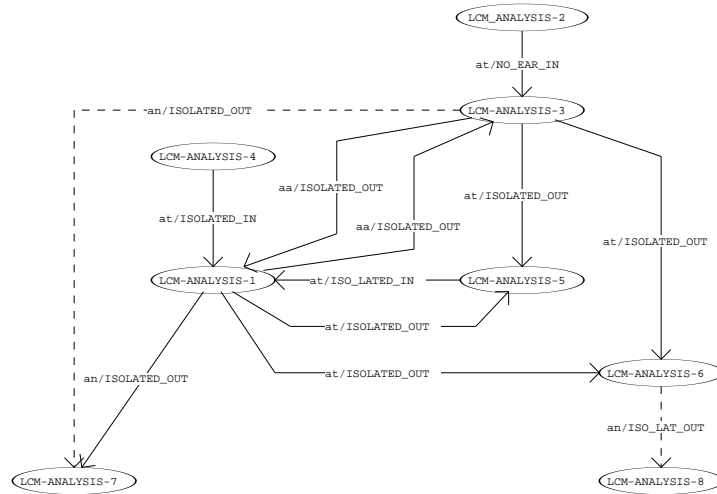 LCM_ANALYSIS-2
at/NO_EAR_IN
an/ISOLATED_OUT
LCM-ANALYSIS-3
LCM-ANALYSIS-4
aa/ISOLATED_OUT
at/ISOLATED_OUT
at/ISOLATED_IN
aa/ISOLATED_OUT
at/ISOLATED_OUT
LCM-ANALYSIS-1
at/ISO_LATED_IN
LCM-ANALYSIS-5
at/ISOLATED_OUT
an/ISOLATED_OUT
at/ISOLATED_OUT
LCM-ANALYSIS-6
an/ISO_LAT_OUT
LCM-ANALYSIS-7
LCM-ANALYSIS-8